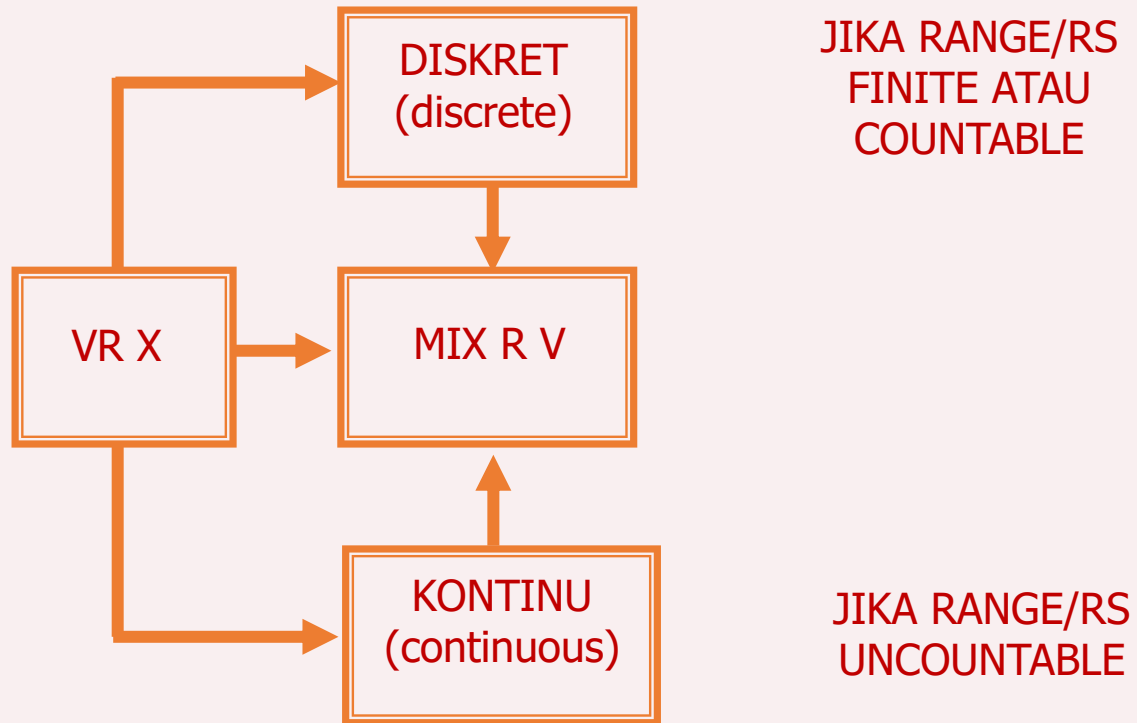 DISKRET
(discrete)
JIKA RANGE/RS
FINITE ATAU
COUNTABLE
VR X
MIX R V
KONTINU
(continuous)
JIKA RANGE/RS
UNCOUNTABLE